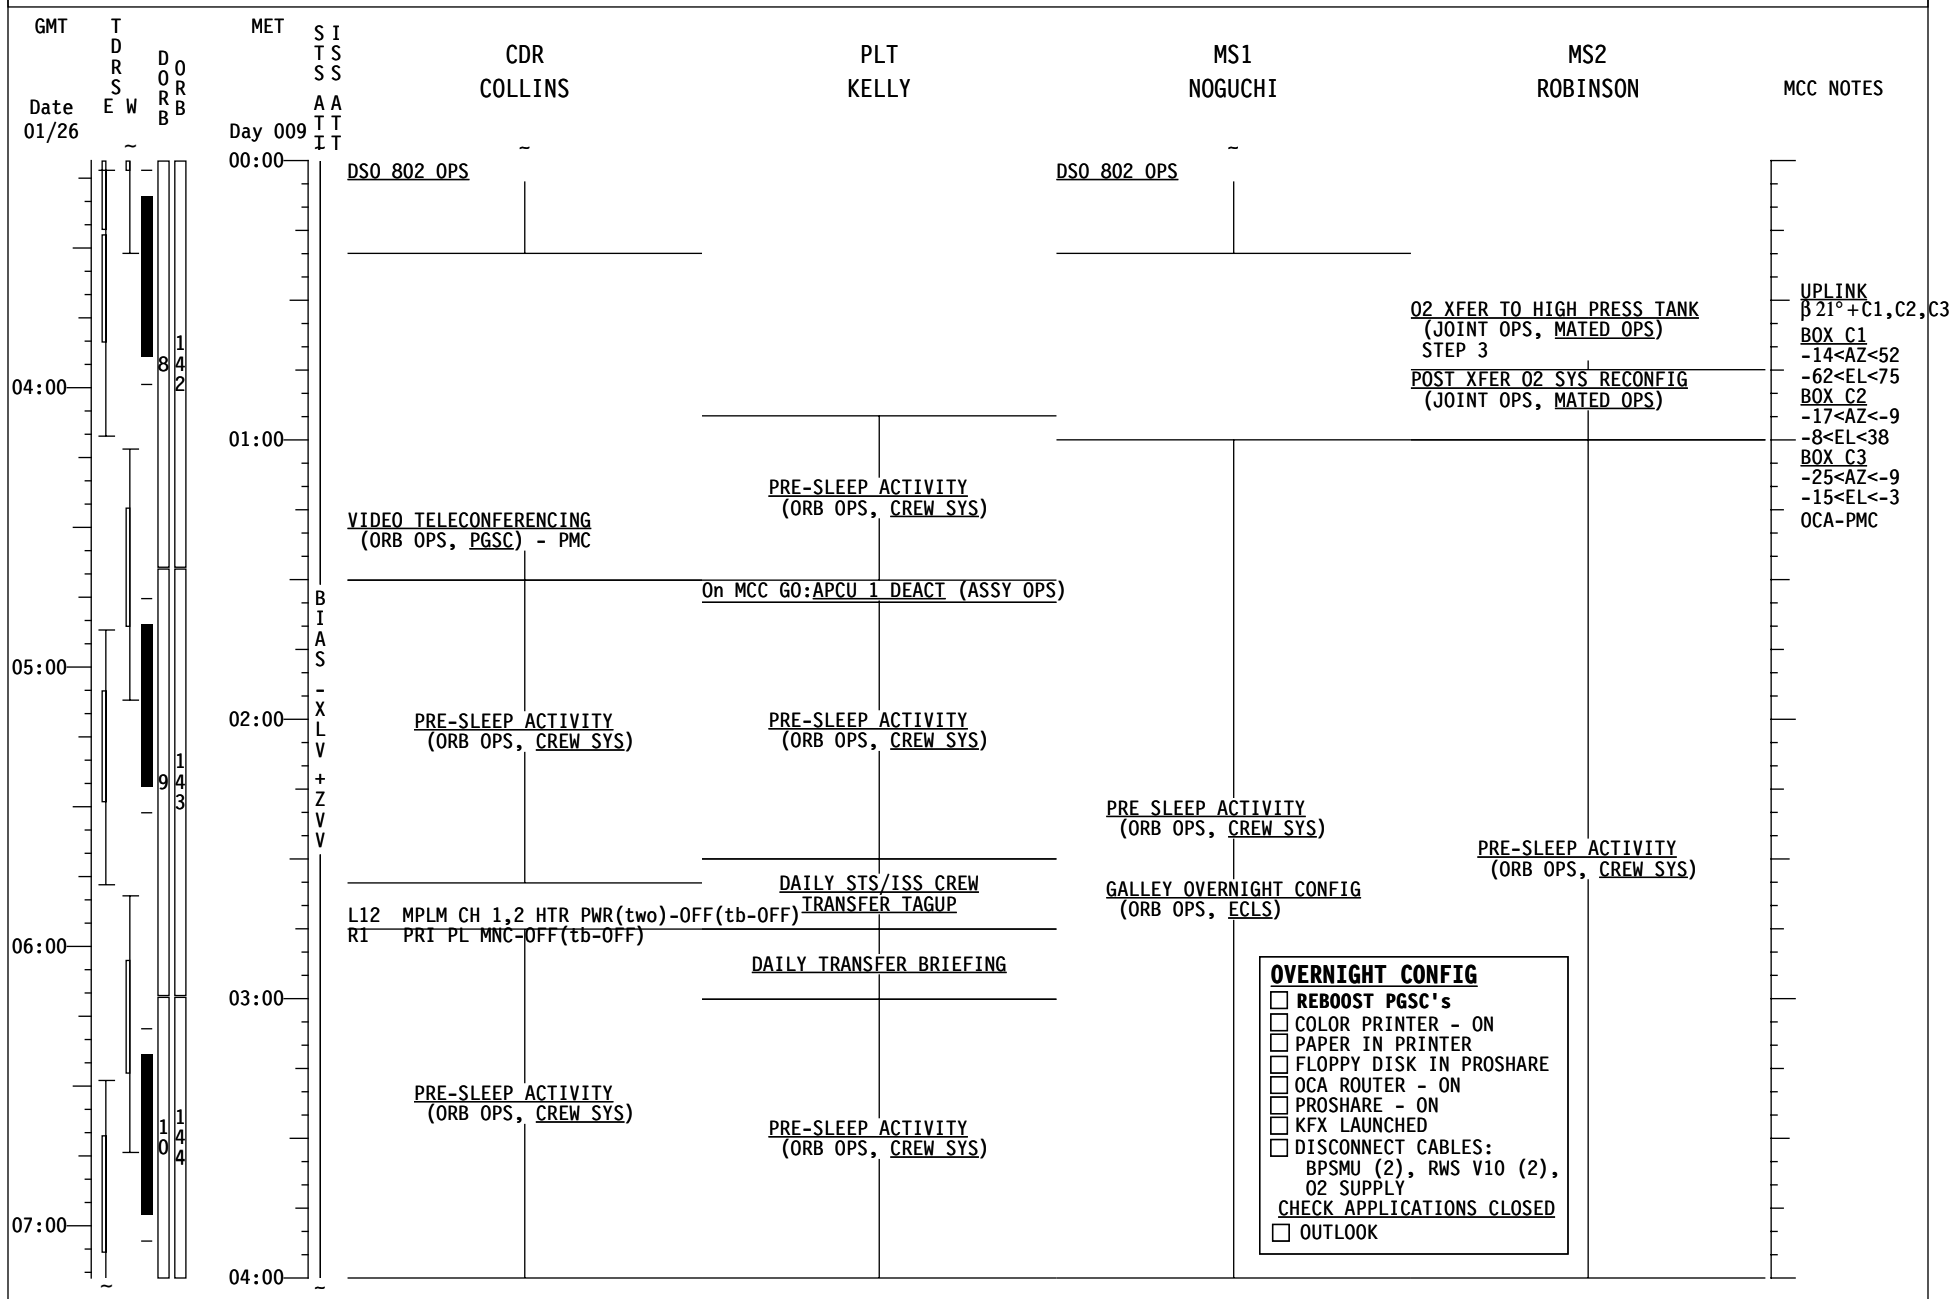 GMT
TDRS
E W
DORB
ORB
MET
STS ATT
ISS ATT
CDR
COLLINS
PLT
KELLY
MS1
NOGUCHI
MS2
ROBINSON
MCC NOTES
Date
01/26
Day 009
~
~
~
~
00:00
04:00
01:00
05:00
02:00
06:00
03:00
07:00
04:00
~
~
8
142
9
143
10
144
BIAS -XLV +ZVV
DSO 802 OPS
VIDEO TELECONFERENCING
(ORB OPS, PGSC) - PMC
PRE-SLEEP ACTIVITY
(ORB OPS, CREW SYS)
L12 MPLM CH 1,2 HTR PWR(two)-OFF(tb-OFF)
R1 PRI PL MNC-OFF(tb-OFF)
PRE-SLEEP ACTIVITY
(ORB OPS, CREW SYS)
PRE-SLEEP ACTIVITY
(ORB OPS, CREW SYS)
On MCC GO:APCU 1 DEACT (ASSY OPS)
PRE-SLEEP ACTIVITY
(ORB OPS, CREW SYS)
DAILY STS/ISS CREW
TRANSFER TAGUP
DAILY TRANSFER BRIEFING
PRE-SLEEP ACTIVITY
(ORB OPS, CREW SYS)
DSO 802 OPS
PRE SLEEP ACTIVITY
(ORB OPS, CREW SYS)
GALLEY OVERNIGHT CONFIG
(ORB OPS, ECLS)
O2 XFER TO HIGH PRESS TANK
(JOINT OPS, MATED OPS)
STEP 3
POST XFER O2 SYS RECONFIG
(JOINT OPS, MATED OPS)
PRE-SLEEP ACTIVITY
(ORB OPS, CREW SYS)
OVERNIGHT CONFIG
REBOOST PGSC's
COLOR PRINTER - ON
PAPER IN PRINTER
FLOPPY DISK IN PROSHARE
OCA ROUTER - ON
PROSHARE - ON
KFX LAUNCHED
DISCONNECT CABLES:
BPSMU (2), RWS V10 (2),
O2 SUPPLY
CHECK APPLICATIONS CLOSED
OUTLOOK
UPLINK
β 21° +C1,C2,C3
BOX C1
-14<AZ<52
-62<EL<75
BOX C2
-17<AZ<-9
-8<EL<38
BOX C3
-25<AZ<-9
-15<EL<-3
OCA-PMC